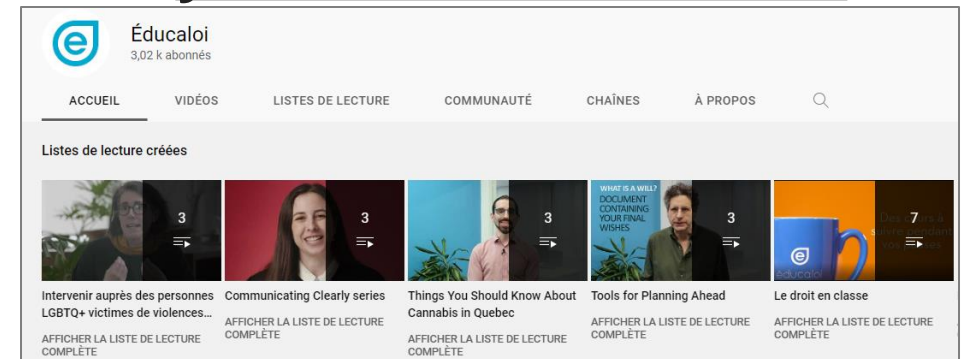 Éducaloi
3,02 k abonnés
ACCUEIL VIDÉOS LISTES DE LECTURE COMMUNAUTÉ CHAÎNES À PROPOS
Listes de lecture créées
3
3
3
WHAT IS A WILL?
DOCUMENT
CONTAINING
YOUR FINAL
WISHES
3
Des cours à
suivre pendant
7
éducaloi
Intervenir auprès des personnes
LGBTQ+ victimes de violences...
AFFICHER LA LISTE DE LECTURE
COMPLÈTE
Communicating Clearly series
AFFICHER LA LISTE DE LECTURE
COMPLÈTE
Things You Should Know About
Cannabis in Quebec
AFFICHER LA LISTE DE LECTURE
COMPLÈTE
Tools for Planning Ahead
AFFICHER LA LISTE DE LECTURE
COMPLÈTE
Le droit en classe
AFFICHER LA LISTE DE LECTURE
COMPLÈTE